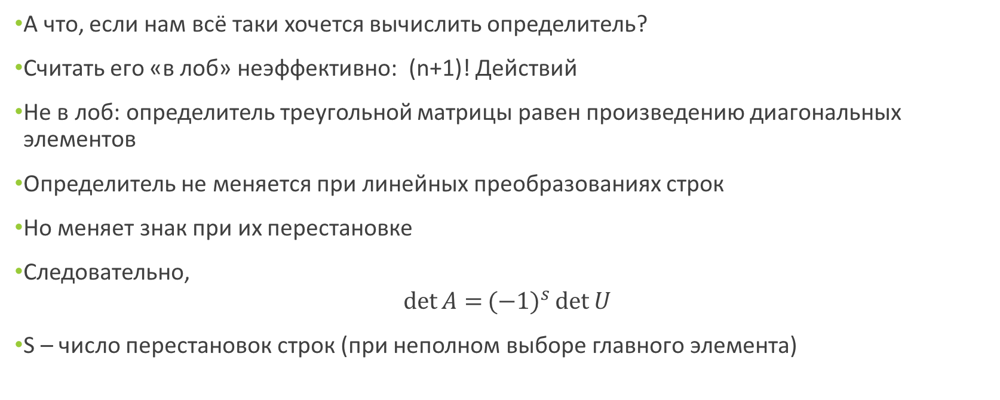 •А что, если нам всё таки хочется вычислить определитель?
•Считать его «в лоб» неэффективно:  (n+1)! Действий
•Не в лоб: определитель треугольной матрицы равен произведению диагональных
элементов
•Определитель не меняется при линейных преобразованиях строк
•Но меняет знак при их перестановке
•Следовательно,
det A = (−1)ˢ det U
•S – число перестановок строк (при неполном выборе главного элемента)